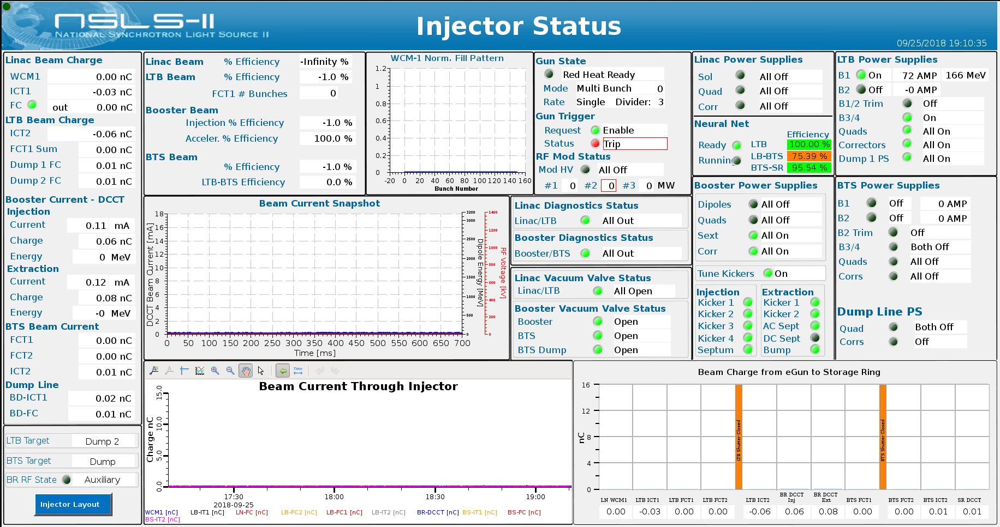 NSLS-II
NATIONAL SYNCHROTRON LIGHT SOURCE II
Injector Status
09/25/2018 19:10:35
Linac Beam Charge
WCM1 0.00 nC
ICT1 -0.03 nC
FC out 0.00 nC
LTB Beam Charge
ICT2 -0.06 nC
FCT1 Sum 0.00 nC
Dump 1 FC 0.01 nC
Dump 2 FC 0.01 nC
Booster Current - DCCT
Injection
Current 0.11 mA
Charge 0.06 nC
Energy 0 MeV
Extraction
Current 0.12 mA
Charge 0.08 nC
Energy -0 MeV
BTS Beam Current
FCT1 0.00 nC
FCT2 0.00 nC
ICT2 0.01 nC
Dump Line
BD-ICT1 0.02 nC
BD-FC 0.01 nC
LTB Target Dump 2
BTS Target Dump
BR RF State Auxiliary
Injector Layout
Linac Beam % Efficiency -Infinity %
LTB Beam % Efficiency -1.0 %
FCT1 # Bunches 0
Booster Beam
Injection % Efficiency -1.0 %
Acceler. % Efficiency 100.0 %
BTS Beam
% Efficiency -1.0 %
LTB-BTS Efficiency 0.0 %
WCM-1 Norm. Fill Pattern
1.2
1
0.8
0.6
0.4
0.2
0
-20 0 20 40 60 80 100 120 140 160
Bunch Number
Gun State
Red Heat Ready
Mode Multi Bunch 0
Rate Single Divider: 3
Gun Trigger
Request Enable
Status Trip
RF Mod Status
Mod HV All Off
#1 0 #2 0 #3 0 MW
Linac Power Supplies
Sol All Off
Quad All Off
Corr All Off
Neural Net
Efficiency
Ready LTB 100.00 %
Running LB-BTS 75.39 %
BTS-SR 95.54 %
LTB Power Supplies
B1 On 72 AMP 166 MeV
B2 Off -0 AMP
B1/2 Trim Off
B3/4 On
Quads All On
Correctors All On
Dump 1 PS All On
Beam Current Snapshot
DCCT Beam Current [mA]
18
16
14
12
10
8
6
4
2
0
0 50 100 150 200 250 300 350 400 450 500 550 600 650 700
Time [ms]
Dipole Energy [MeV]
3200
3000
2500
2000
1500
1000
500
0
RF Voltage [kV]
1400
1200
1000
800
600
400
200
0
Linac Diagnostics Status
Linac/LTB All Out
Booster Diagnostics Status
Booster/BTS All Out
Linac Vacuum Valve Status
Linac/LTB All Open
Booster Vacuum Valve Status
Booster Open
BTS Open
BTS Dump Open
Booster Power Supplies
Dipoles All Off
Quads All Off
Sext All On
Corr All On
Tune Kickers On
Injection
Kicker 1
Kicker 2
Kicker 3
Kicker 4
Septum
Extraction
Kicker 1
Kicker 2
AC Sept
DC Sept
Bump
BTS Power Supplies
B1 Off 0 AMP
B2 Off 0 AMP
B2 Trim Off
B3/4 Both Off
Quads All Off
Corrs All Off
Dump Line PS
Quad Both Off
Corrs Off
Time
Beam Current Through Injector
Charge nC
15.0
10.0
5.0
0.0
17:30 18:00 18:30 19:00
2018-09-25
WCM1 [nC] LB-IT1 [nC] LN-FC [nC] LB-FC2 [nC] LB-FC1 [nC] LB-IT2 [nC] BR-DCCT [nC] BS-IT1 [nC] BS-FC [nC]
BS-IT2 [nC]
Beam Charge from eGun to Storage Ring
nC
16
12
8
4
0
LTB Shutter Closed
BTS Shutter Closed
LN WCM1 LTB ICT1 LTB FCT1 LTB FCT2 LTB ICT2 BR DCCT Inj BR DCCT Ext BTS FCT1 BTS FCT2 BTS ICT2 SR DCCT
0.00 -0.03 0.00 0.00 -0.06 0.06 0.08 0.00 0.00 0.01 0.01